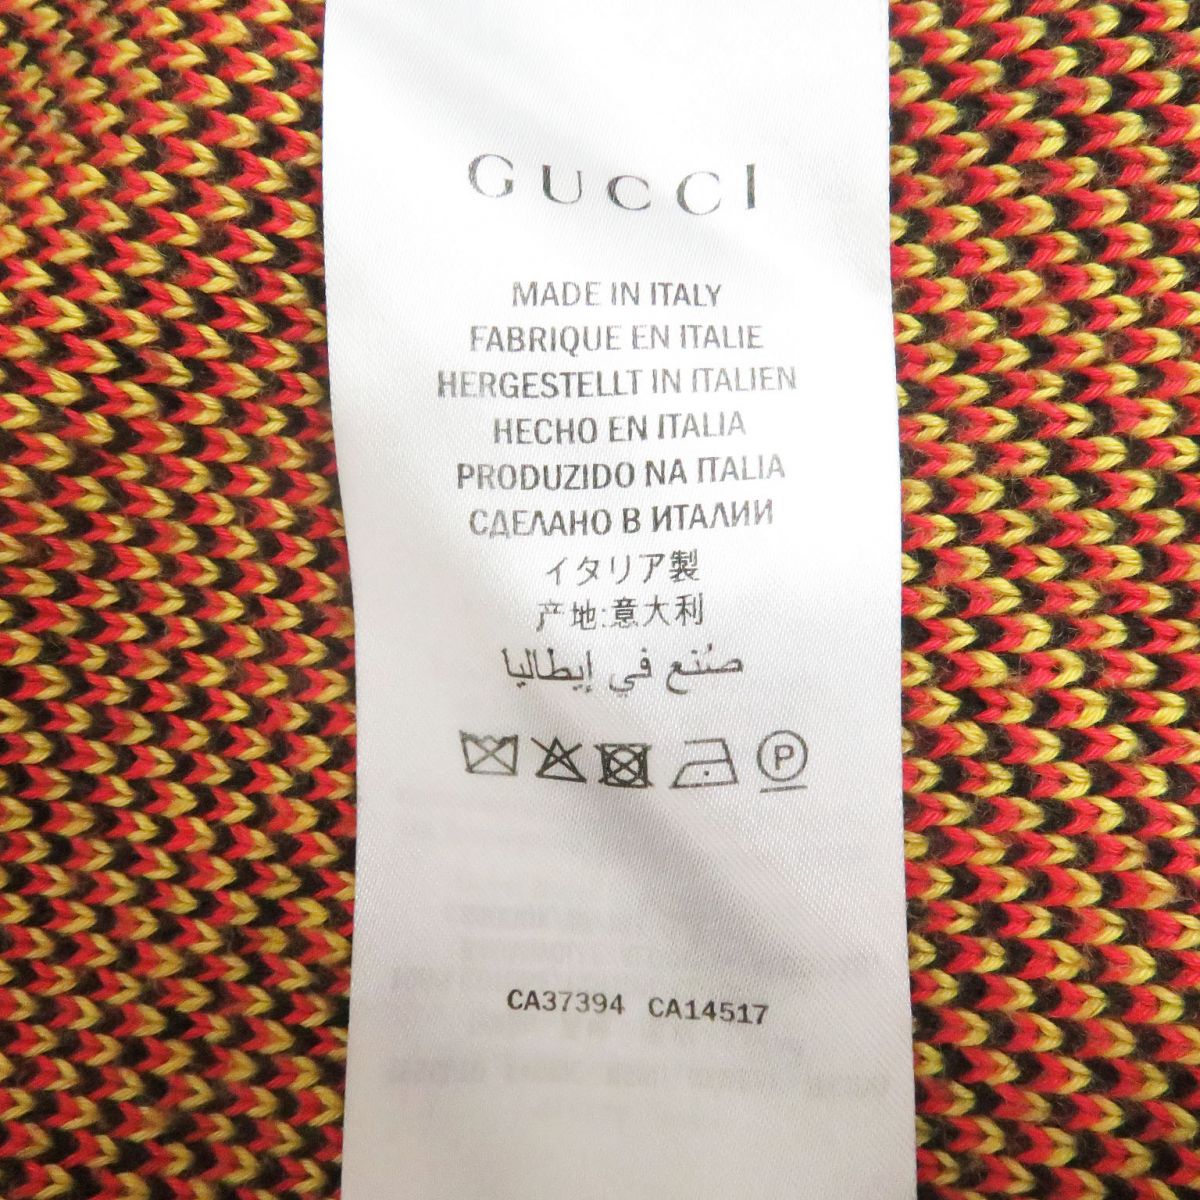 GUCCI
MADE IN ITALY
FABRIQUE EN ITALIE
HERGESTELLT IN ITALIEN
HECHO EN ITALIA
PRODUZIDO NA ITALIA
СДЕЛАНО В ИТАЛИИ
イタリア製
产地:意大利
صُنع في إيطاليا
P
CA37394 CA14517